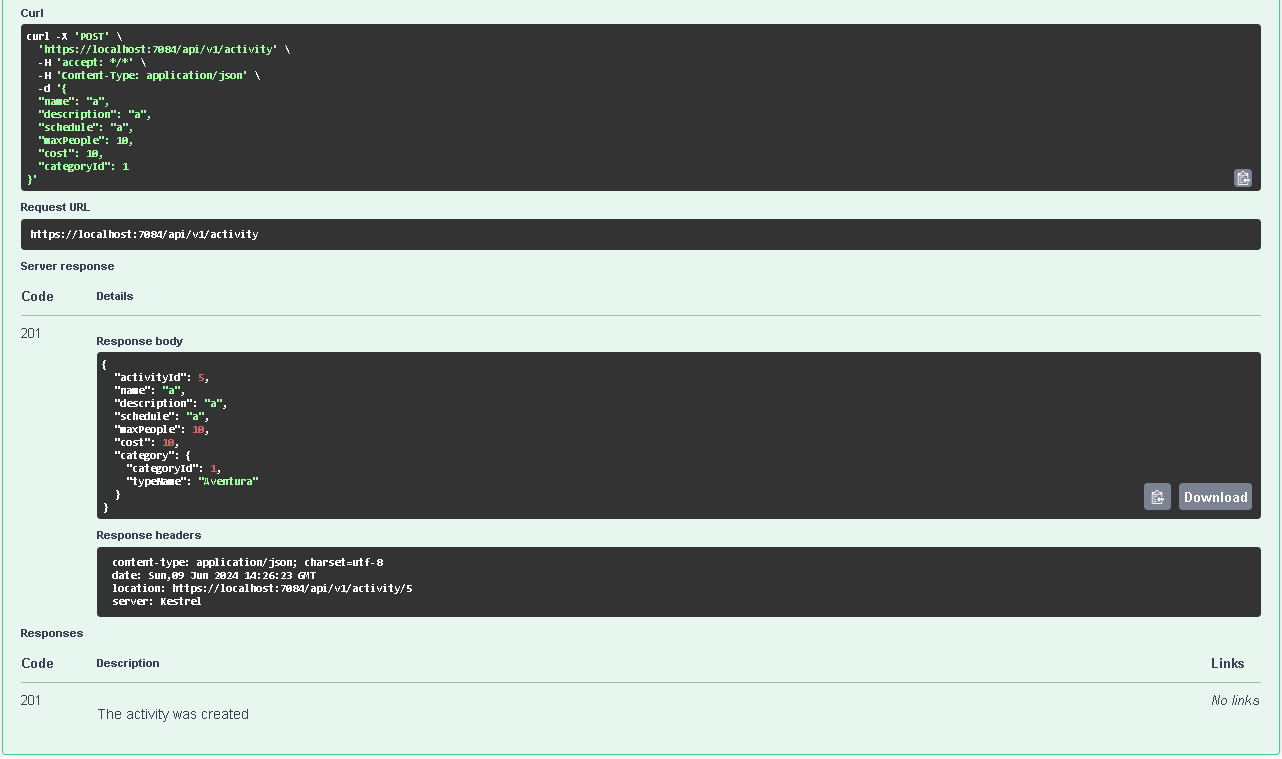 Curl
curl -X 'POST' \
'https://localhost:7084/api/v1/activity' \
-H 'accept: */*' \
-H 'Content-Type: application/json' \
-d '{
"name": "a",
"description": "a",
"schedule": "a",
"maxPeople": 10,
"cost": 10,
"categoryId": 1
}'
Request URL
https://localhost:7084/api/v1/activity
Server response
Code Details
201
Response body
{
"activityId": 5,
"name": "a",
"description": "a",
"schedule": "a",
"maxPeople": 10,
"cost": 10,
"category": {
"categoryId": 1,
"typeName": "Aventura"
}
}
Download
Response headers
content-type: application/json; charset=utf-8
date: Sun,09 Jun 2024 14:26:23 GMT
location: https://localhost:7084/api/v1/activity/5
server: Kestrel
Responses
Code Description Links
201 No links
The activity was created